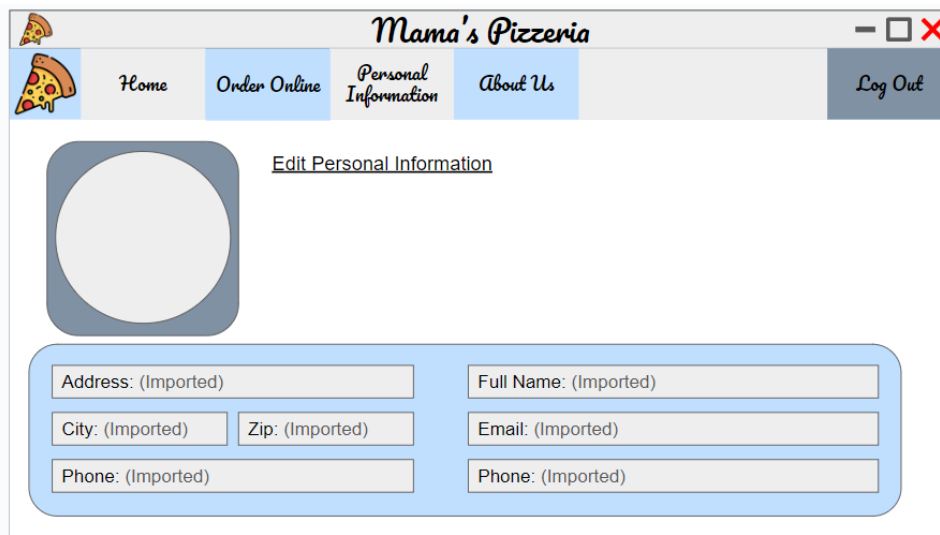 Mama's Pizzeria
Home
Order Online
Personal
Information
About Us
Log Out
Edit Personal Information
Address: (Imported)
Full Name: (Imported)
City: (Imported)
Zip: (Imported)
Email: (Imported)
Phone: (Imported)
Phone: (Imported)